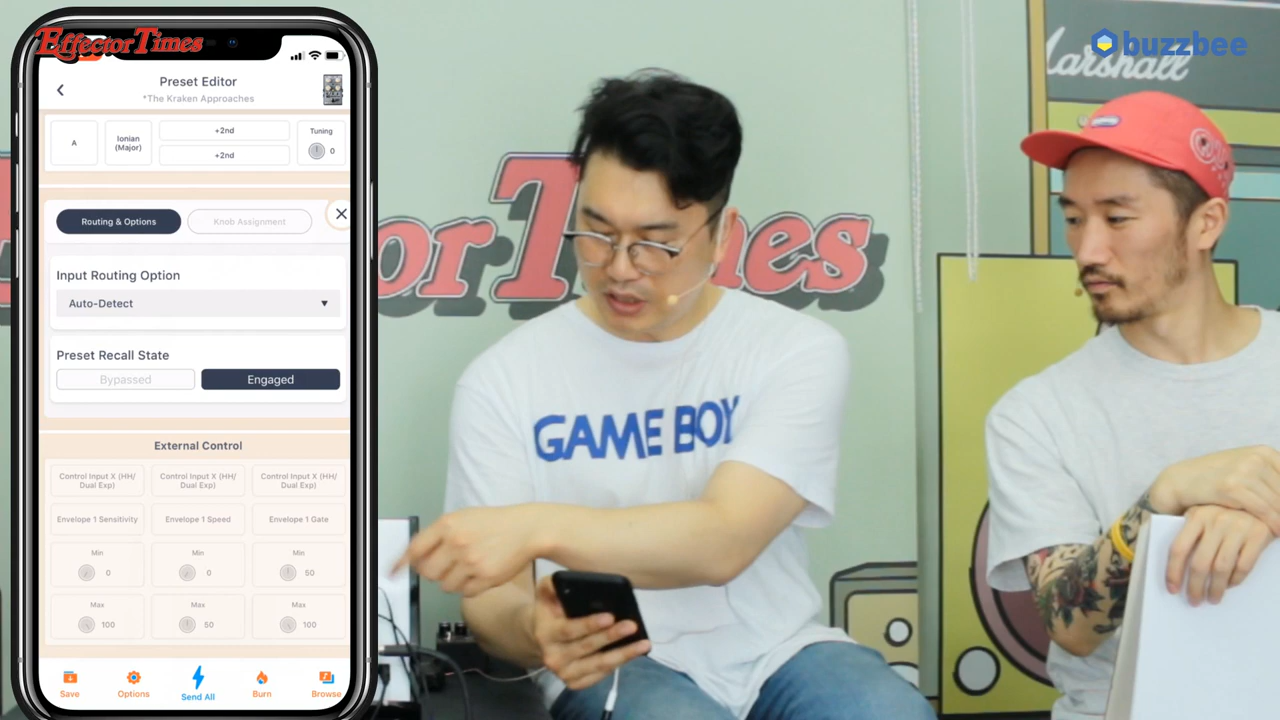 Effector Times
Preset Editor
*The Kraken Approaches
A
Ionian
(Major)
+2nd
+2nd
Tuning
0
Routing & Options
Knob Assignment
Input Routing Option
Auto-Detect
Preset Recall State
Bypassed
Engaged
External Control
Control Input X (HH/
Dual Exp)
Control Input X (HH/
Dual Exp)
Control Input X (HH/
Dual Exp)
Envelope 1 Sensitivity
Envelope 1 Speed
Envelope 1 Gate
Min
0
Min
0
Min
50
Max
100
Max
50
Max
100
Save
Options
Send All
Burn
Browse
buzzbee
Marshall
or Times
GAME BOY